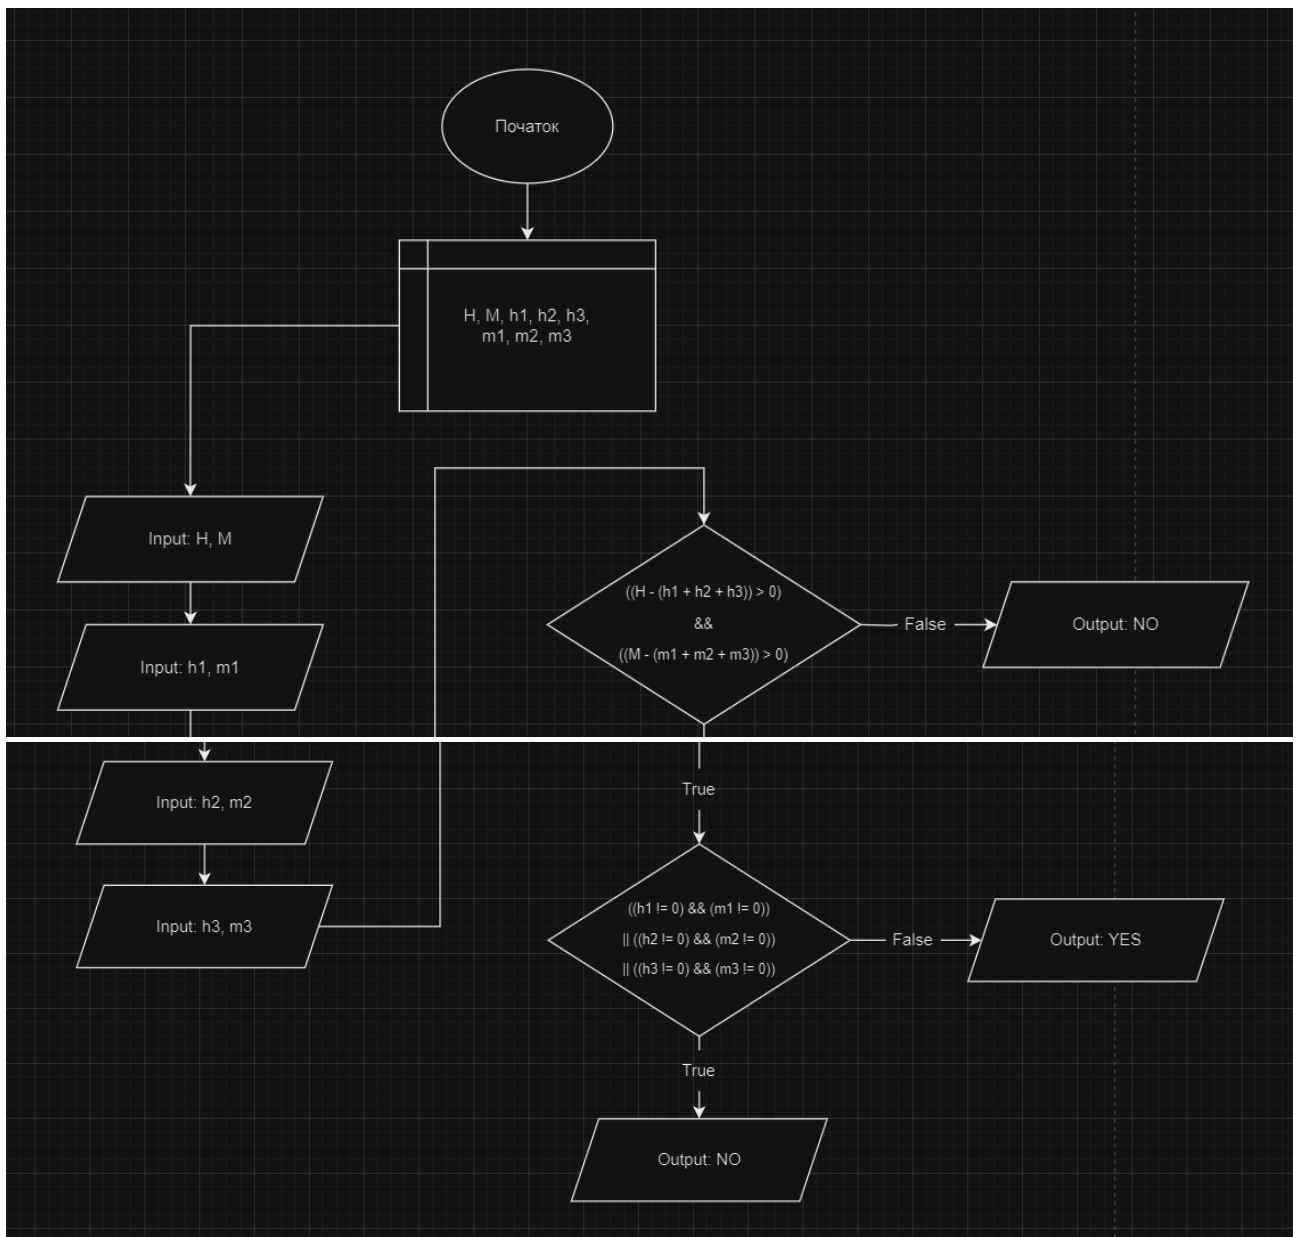 Початок
H, M, h1, h2, h3,
m1, m2, m3
Input: H, M
Input: h1, m1
Input: h2, m2
Input: h3, m3
((H - (h1 + h2 + h3)) > 0)
&&
((M - (m1 + m2 + m3)) > 0)
False
Output: NO
True
((h1 != 0) && (m1 != 0))
|| ((h2 != 0) && (m2 != 0))
|| ((h3 != 0) && (m3 != 0))
False
Output: YES
True
Output: NO